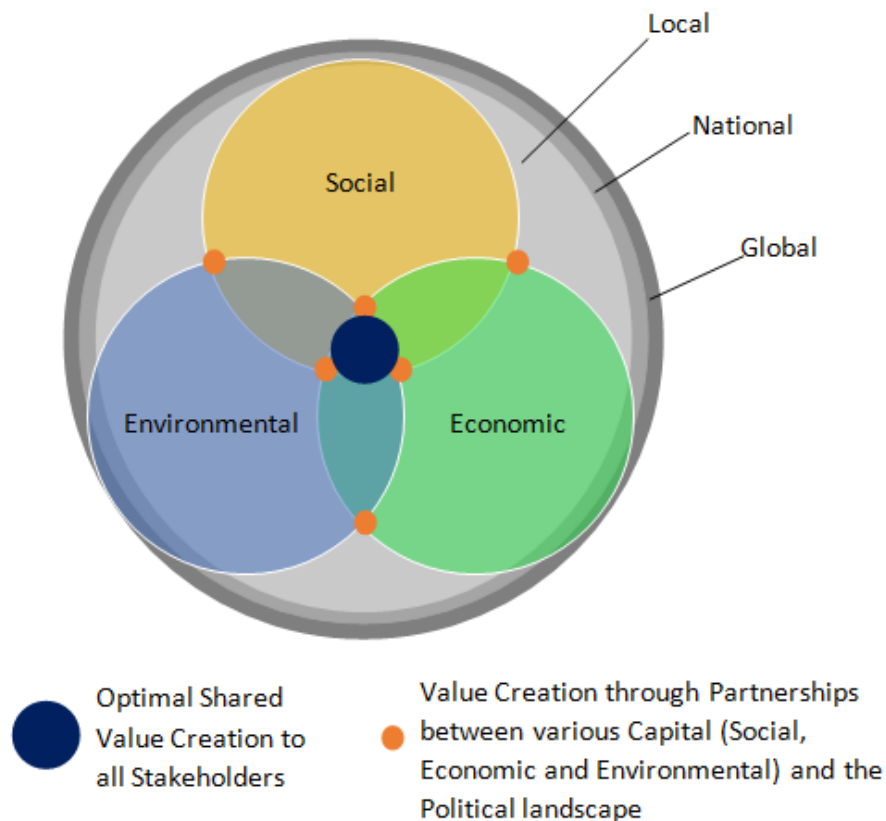 Local
National
Social
Global
Environmental
Economic
Optimal Shared
Value Creation to
all Stakeholders
Value Creation through Partnerships
between various Capital (Social,
Economic and Environmental) and the
Political landscape